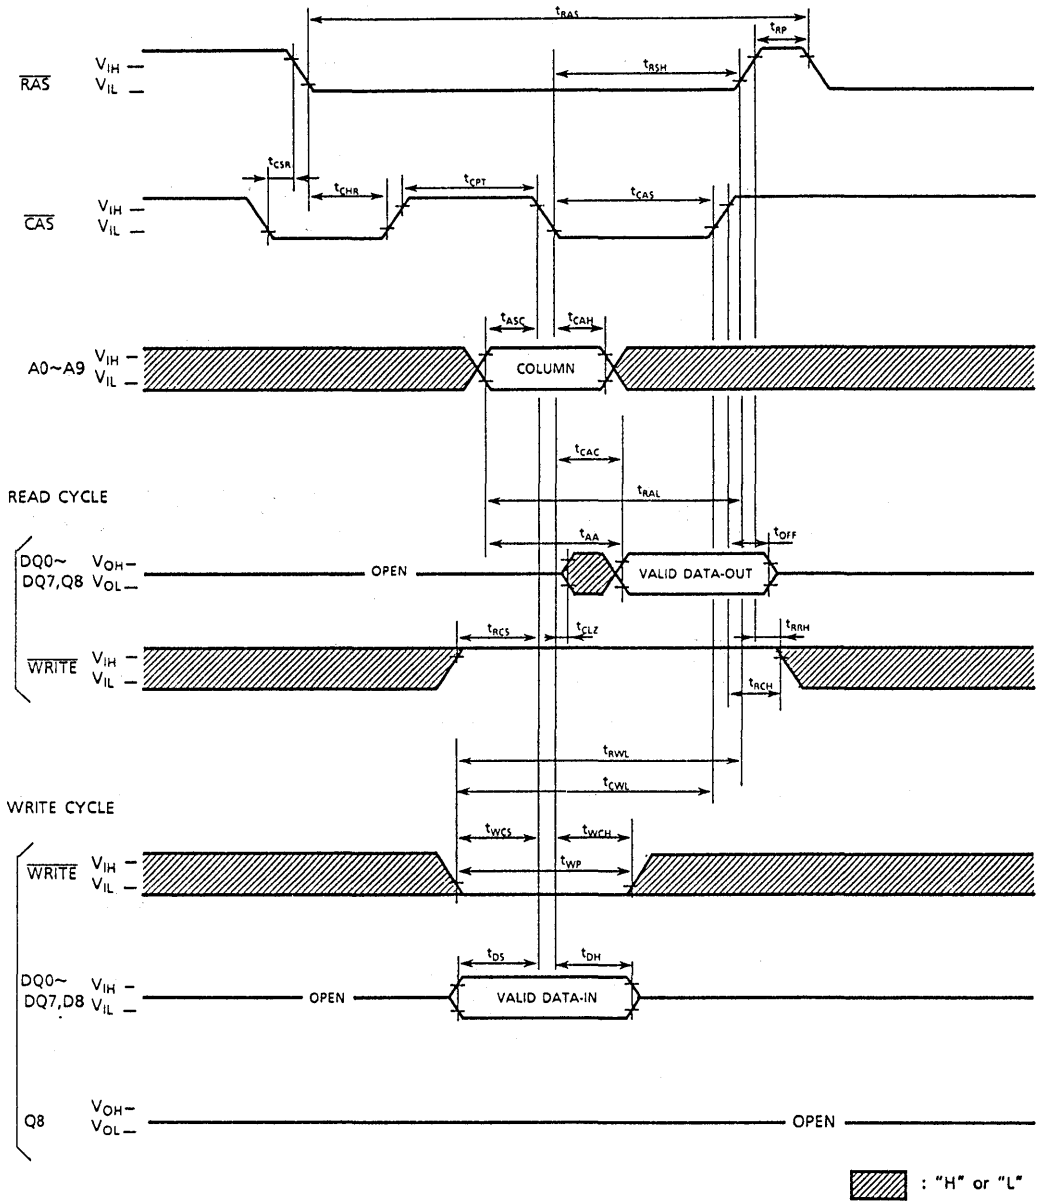 tRAS
tRP
RAS VIH
VIL
tRSH
tCSR
tCHR
tCPT
tCAS
CAS VIH
VIL
tASC
tCAH
A0~A9 VIH
VIL
COLUMN
tCAC
tRAL
READ CYCLE
tAA
tOFF
DQ0~
DQ7,Q8
VOH
VOL
OPEN
VALID DATA-OUT
tRCS
tCLZ
tRRH
WRITE VIH
VIL
tRCH
tRWL
tCWL
WRITE CYCLE
tWCS
tWCH
WRITE VIH
VIL
tWP
tDS
tDH
DQ0~
DQ7,D8
VIH
VIL
OPEN
VALID DATA-IN
Q8
VOH
VOL
OPEN
: "H" or "L"